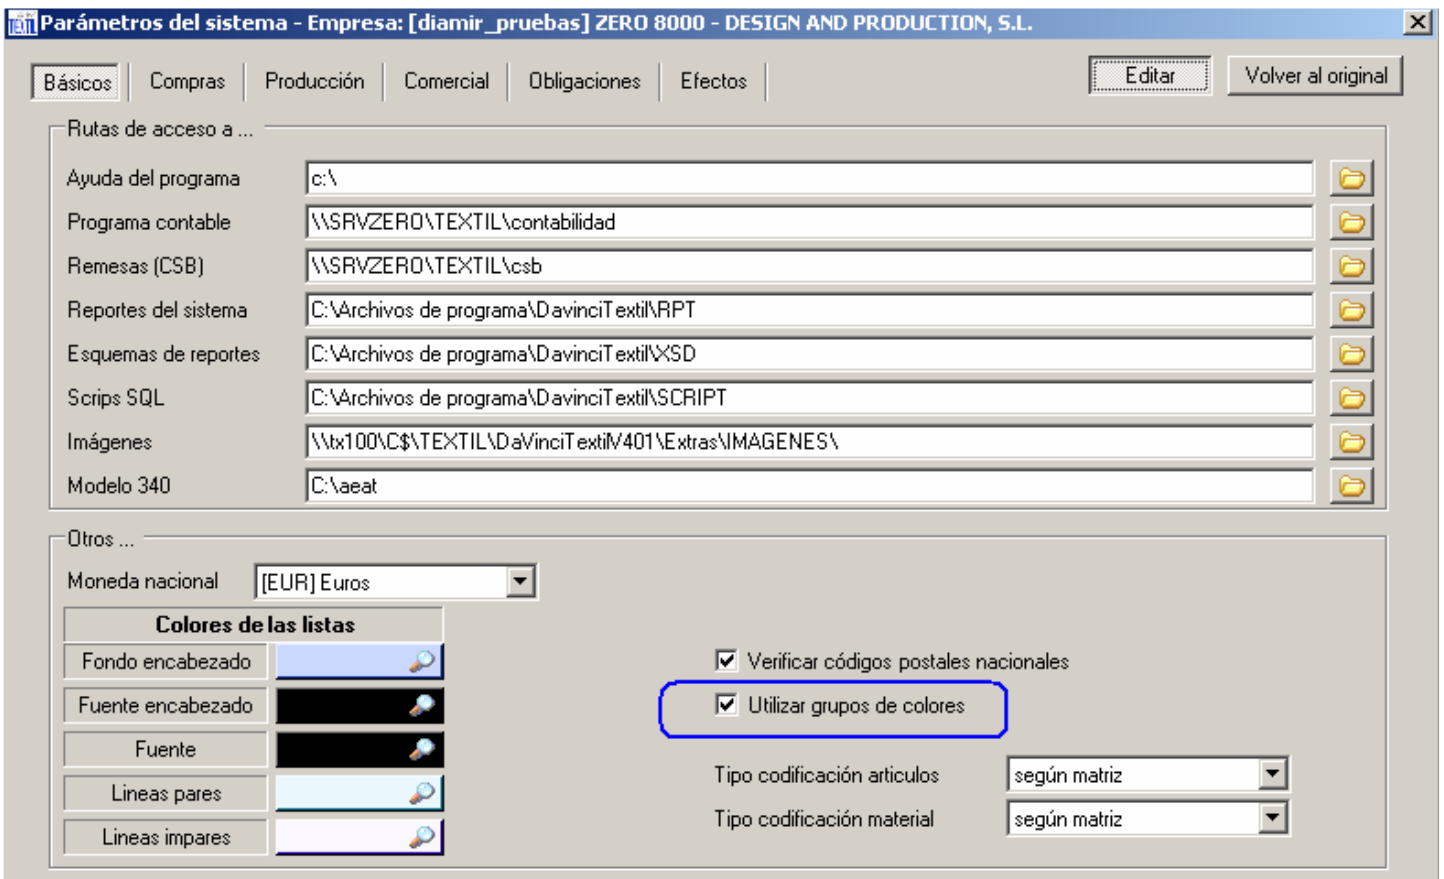 Parámetros del sistema - Empresa: [diamir_pruebas] ZERO 8000 - DESIGN AND PRODUCTION, S.L.
Básicos Compras Producción Comercial Obligaciones Efectos Editar Volver al original
Rutas de acceso a ...
Ayuda del programa c:\
Programa contable \\SRVZERO\TEXTIL\contabilidad
Remesas (CSB) \\SRVZERO\TEXTIL\csb
Reportes del sistema C:\Archivos de programa\DavinciTextil\RPT
Esquemas de reportes C:\Archivos de programa\DavinciTextil\XSD
Scrips SQL C:\Archivos de programa\DavinciTextil\SCRIPT
Imágenes \\tx100\C$\TEXTIL\DaVinciTextilV401\Extras\IMAGENES\
Modelo 340 C:\aeat
Otros ...
Moneda nacional [EUR] Euros
Colores de las listas
Fondo encabezado Verificar códigos postales nacionales
Fuente encabezado Utilizar grupos de colores
Fuente
Tipo codificación articulos según matriz
Lineas pares
Tipo codificación material según matriz
Lineas impares